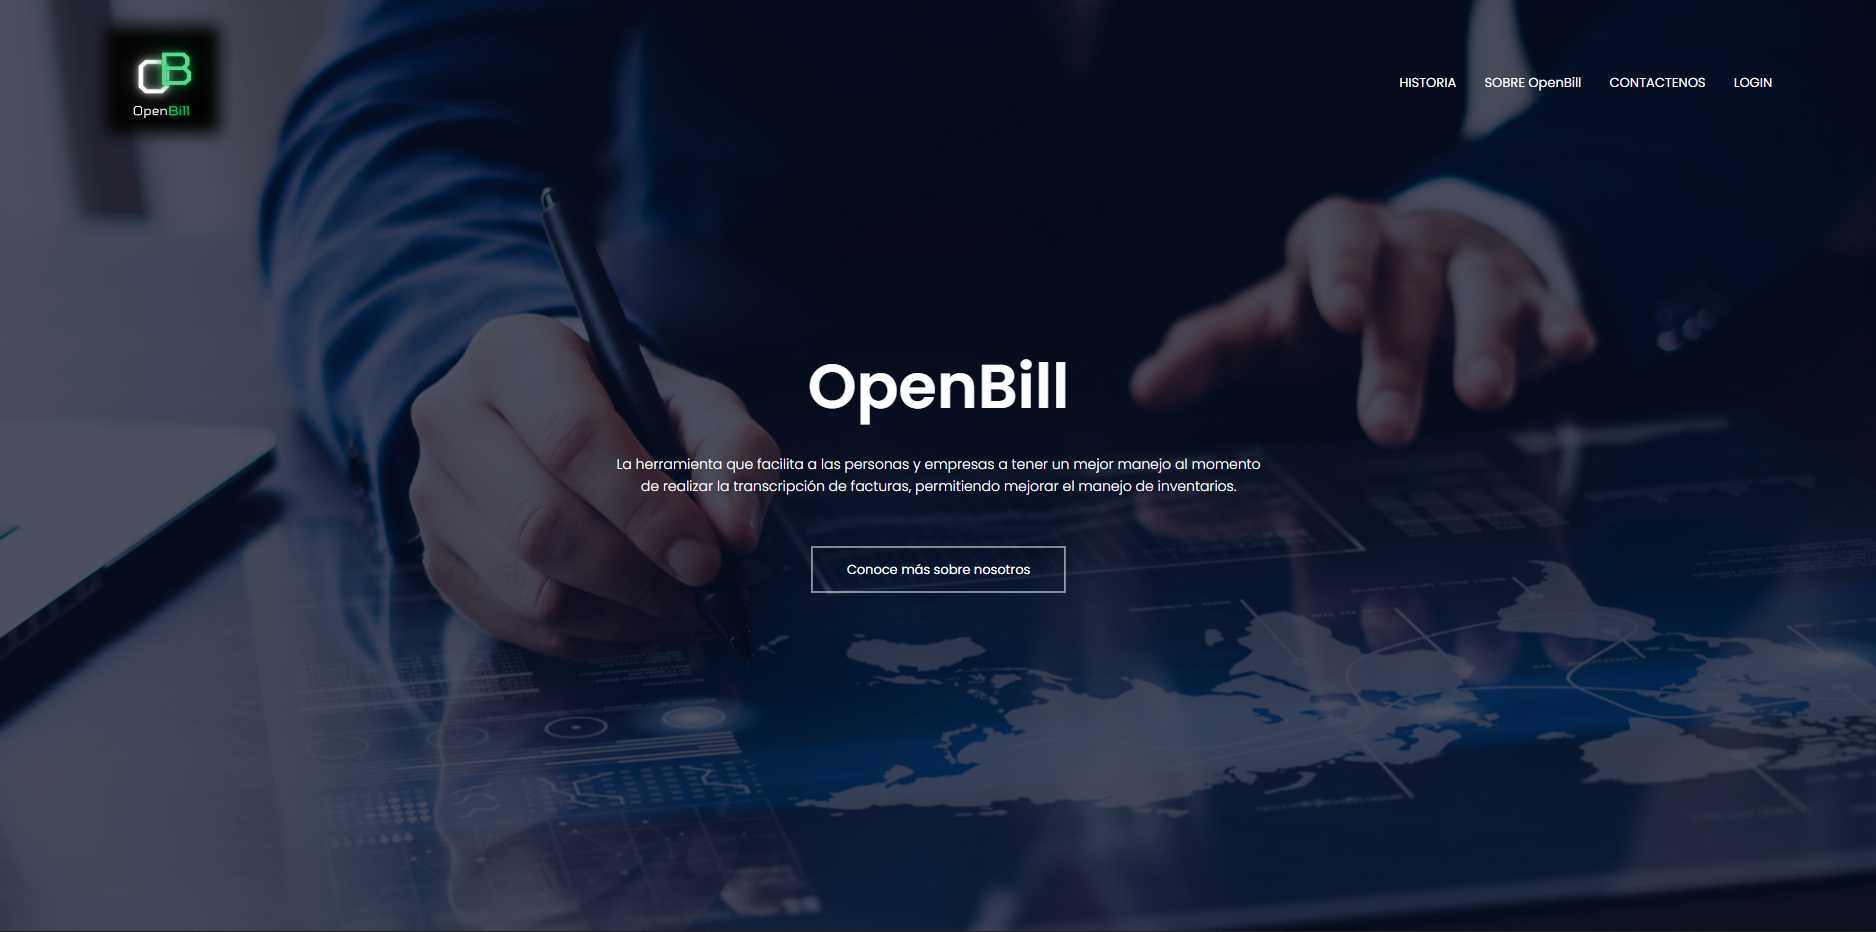 OB
OpenBill
HISTORIA SOBRE OpenBill CONTACTENOS LOGIN
OpenBill
La herramienta que facilita a las personas y empresas a tener un mejor manejo al momento
de realizar la transcripción de facturas, permitiendo mejorar el manejo de inventarios.
Conoce más sobre nosotros